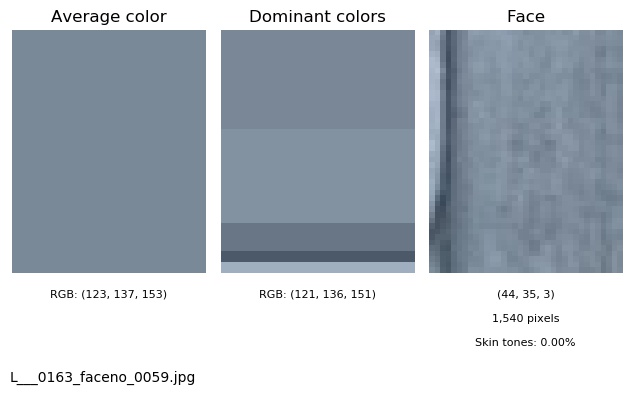 Average color
Dominant colors
Face
RGB: (123, 137, 153)
RGB: (121, 136, 151)
(44, 35, 3)
1,540 pixels
Skin tones: 0.00%
L___0163_faceno_0059.jpg